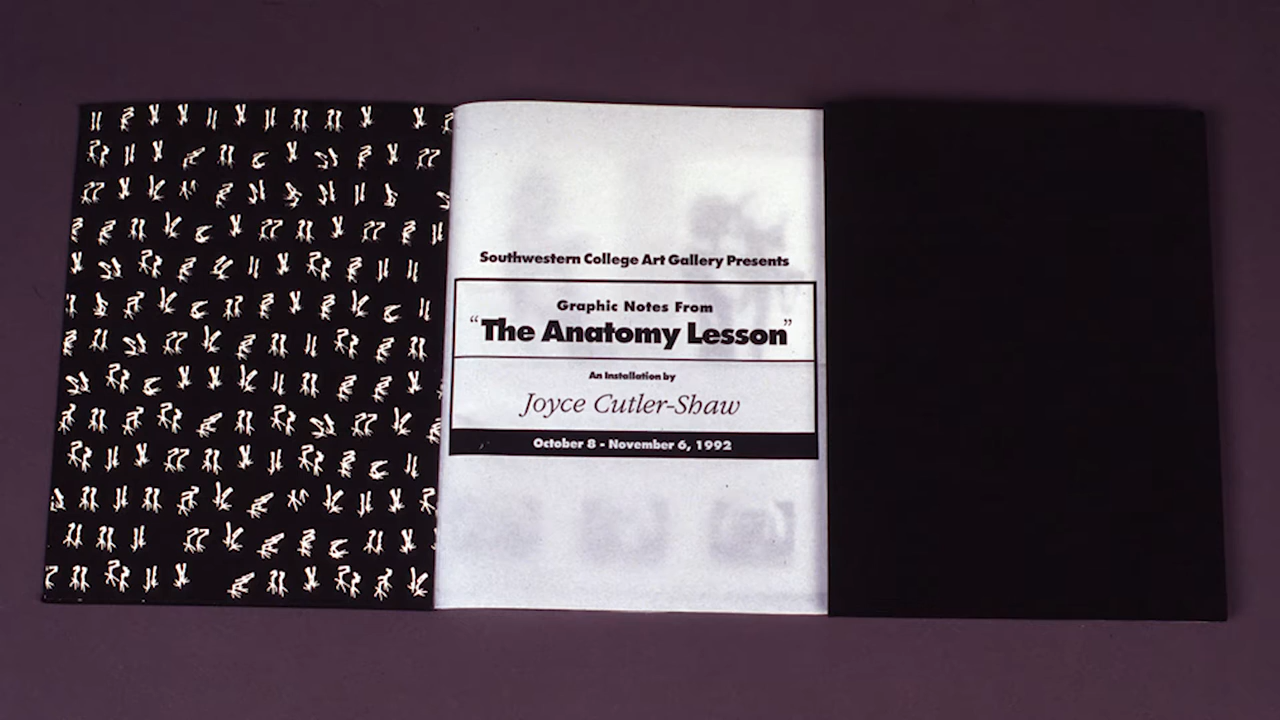 Southwestern College Art Gallery Presents
Graphic Notes From
“The Anatomy Lesson”
An Installation by
Joyce Cutler-Shaw
October 8 - November 6, 1992